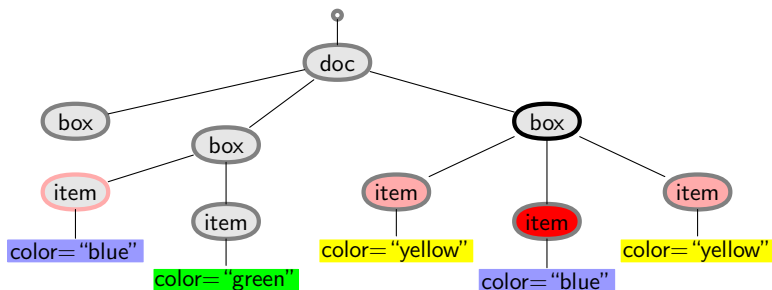 doc
box
box
box
item
item
item
item
item
color=“blue”
color=“green”
color=“yellow”
color=“blue”
color=“yellow”